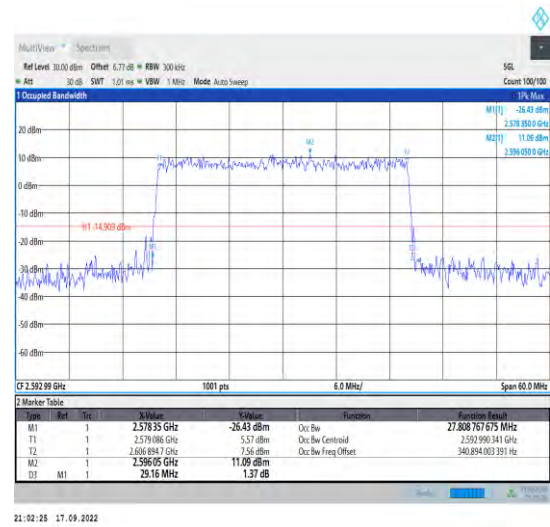 MultiView Spectrum
Ref Level 30.00 dBm Offset 6.77 dB RBW 300 kHz SGL
Att 30 dB SWT 1.01 ms VBW 1 MHz Mode Auto Sweep Count 100/100
1 Occupied Bandwidth 1Pk Max
M1[1] -26.43 dBm
2.578 350 0 GHz
M2[1] 11.09 dBm
2.596 050 0 GHz
20 dBm
M2
10 dBm
0 dBm
-10 dBm
H1 -14.909 dBm
-20 dBm
M1
-30 dBm
-40 dBm
-50 dBm
-60 dBm
CF 2.592 99 GHz 1001 pts 6.0 MHz/ Span 60.0 MHz
2 Marker Table
Type Ref Trc X-Value Y-Value Function Function Result
M1 1 2.578 35 GHz -26.43 dBm Occ Bw 27.808 767 675 MHz
T1 1 2.579 086 GHz 5.57 dBm Occ Bw Centroid 2.592 990 341 GHz
T2 1 2.606 894 7 GHz 7.56 dBm Occ Bw Freq Offset 340.894 003 391 Hz
M2 1 2.596 05 GHz 11.09 dBm
D3 M1 1 29.16 MHz 1.37 dB
21:02:25 17.09.2022